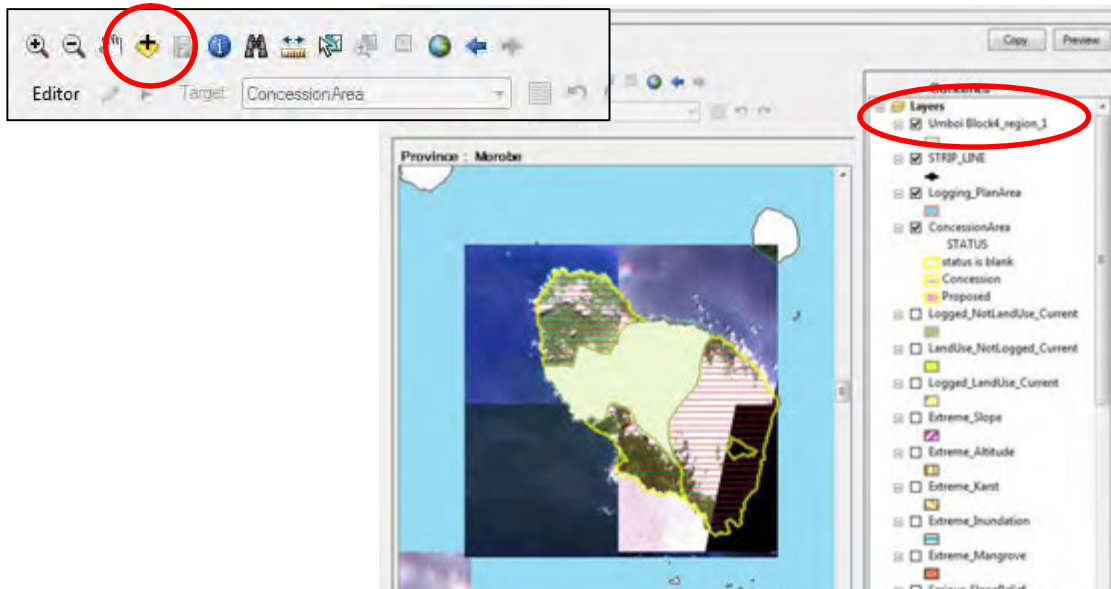 Editor
Target:
ConcessionArea
Copy
Preview
Province : Morobe
Layers
Umboi Block4_region_1
STRIP_LINE
Logging_PlanArea
ConcessionArea
STATUS
status is blank
Concession
Proposed
Logged_NotLandUse_Current
LandUse_NotLogged_Current
Logged_LandUse_Current
Extreme_Slope
Extreme_Altitude
Extreme_Karst
Extreme_Inundation
Extreme_Mangrove